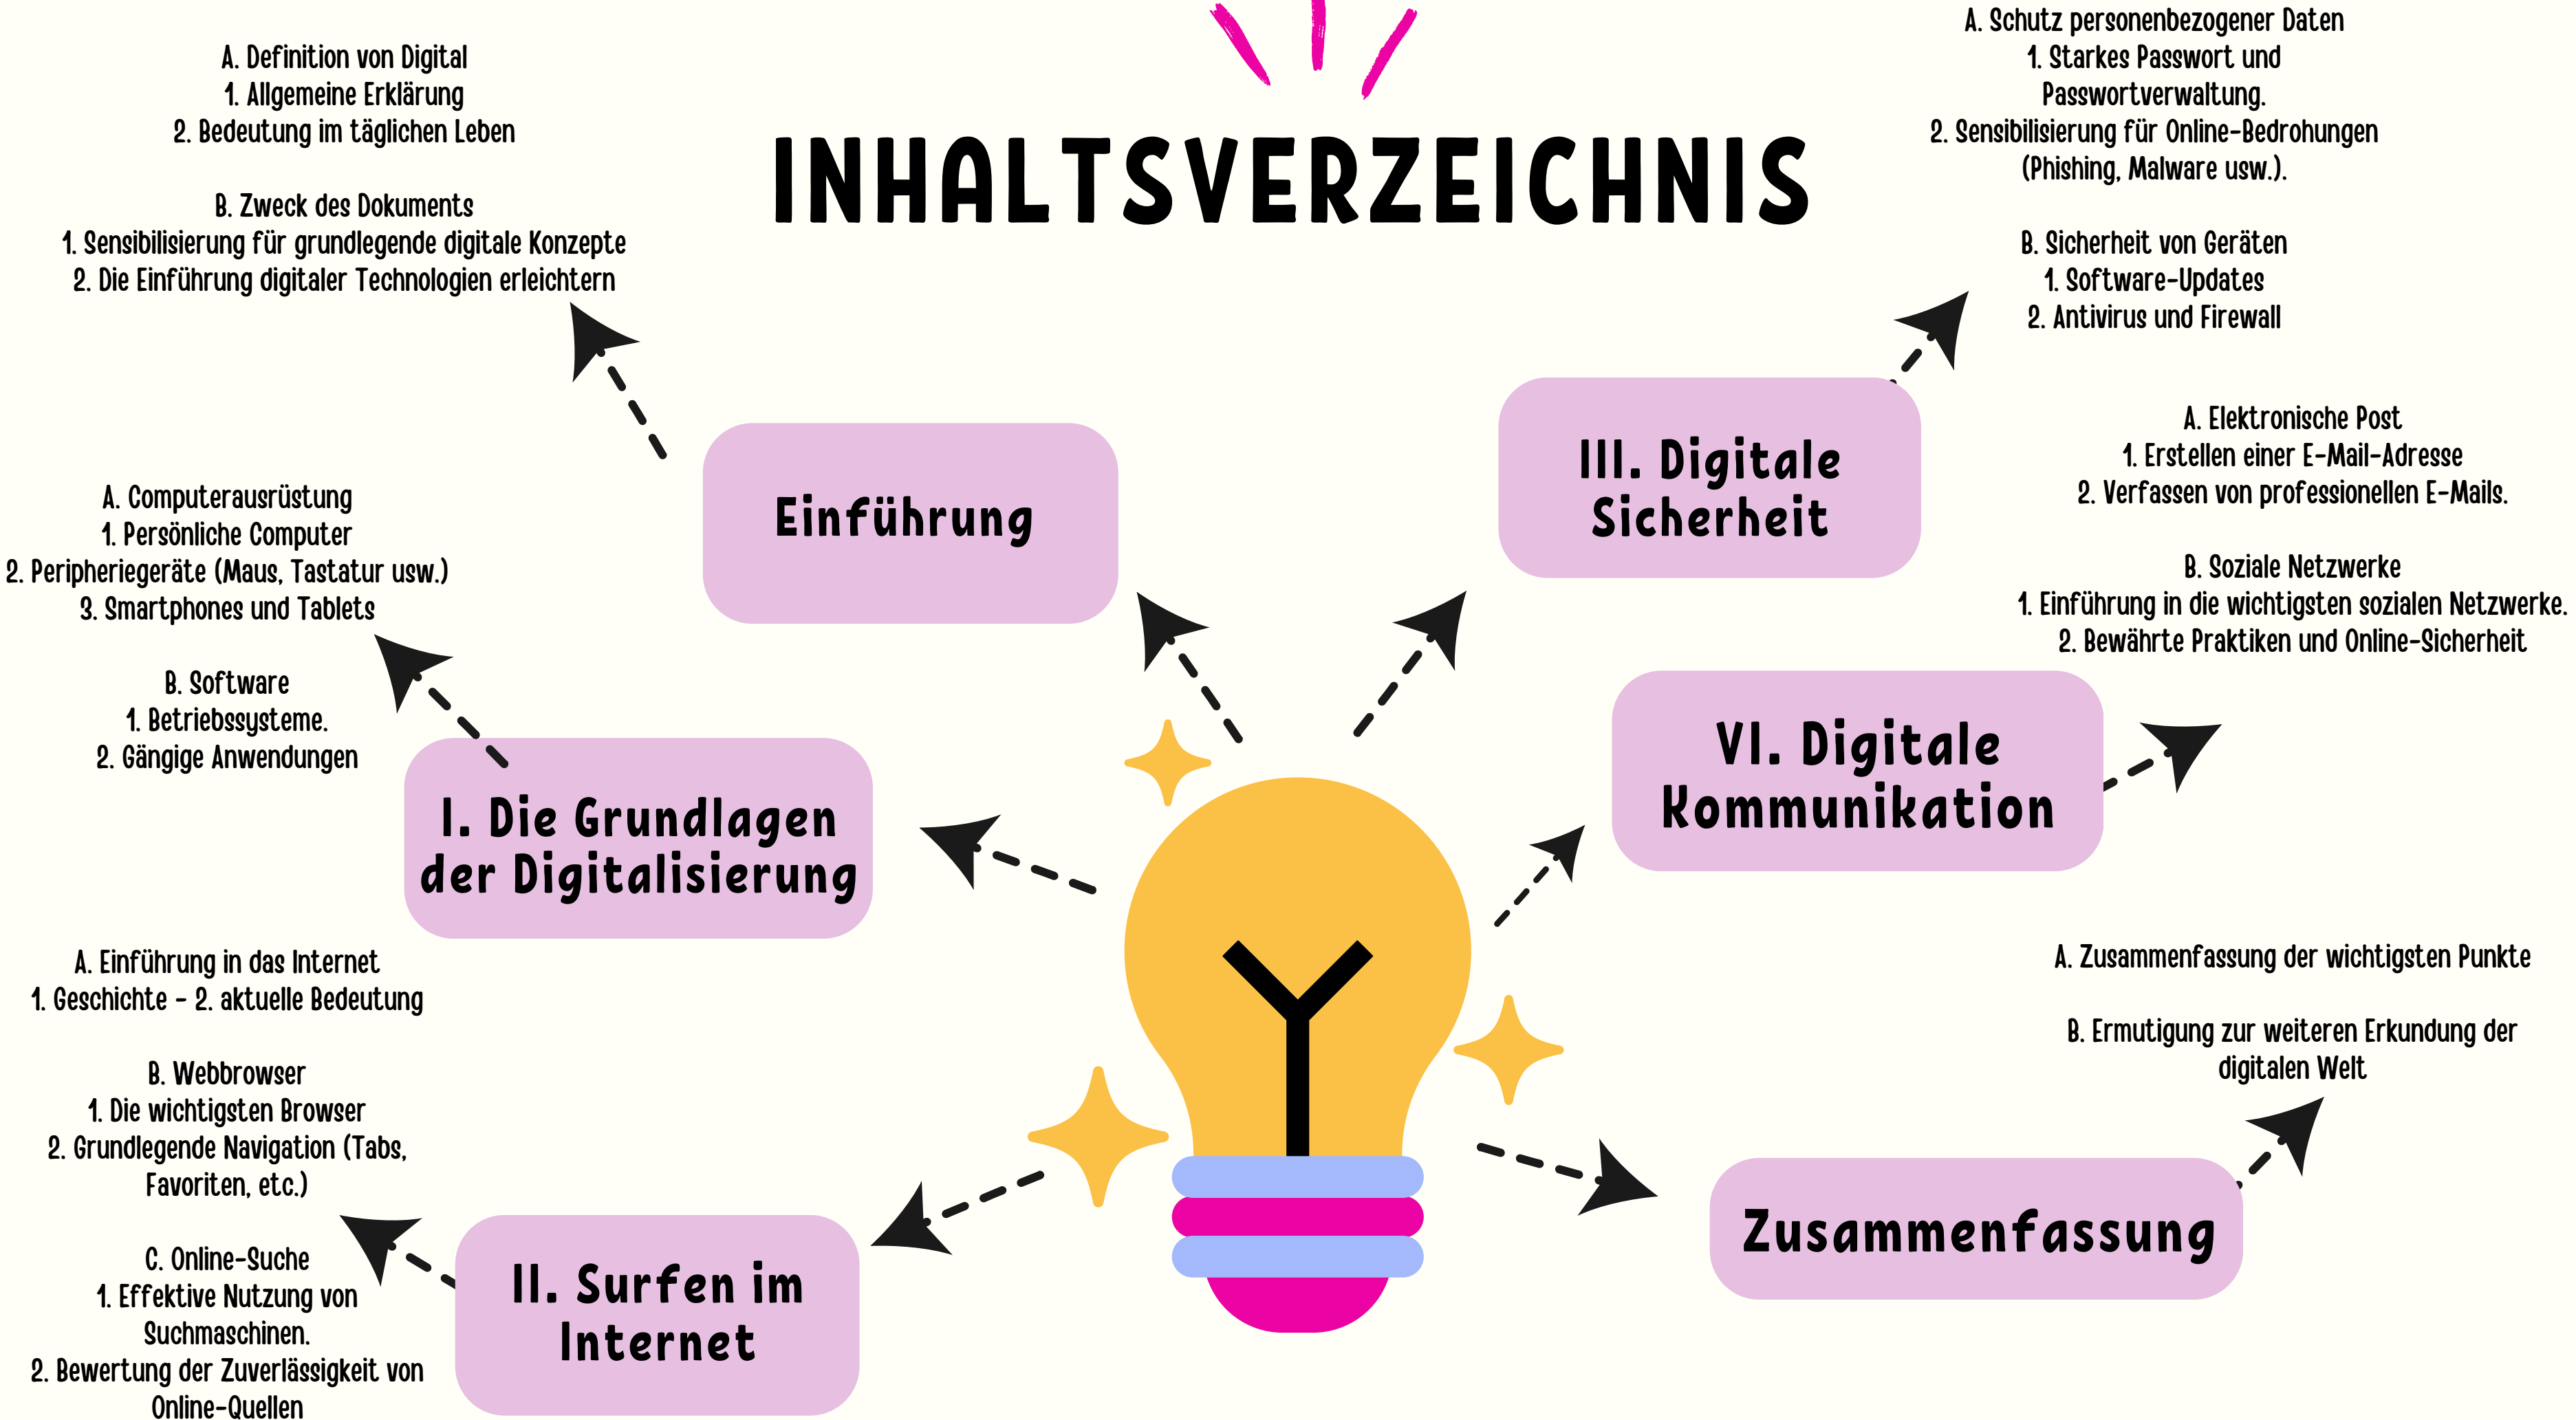 INHALTSVERZEICHNIS
A. Definition von Digital
1. Allgemeine Erklärung
2. Bedeutung im täglichen Leben
B. Zweck des Dokuments
1. Sensibilisierung für grundlegende digitale Konzepte
2. Die Einführung digitaler Technologien erleichtern
Einführung
A. Computerausrüstung
1. Persönliche Computer
2. Peripheriegeräte (Maus, Tastatur usw.)
3. Smartphones und Tablets
B. Software
1. Betriebssysteme.
2. Gängige Anwendungen
I. Die Grundlagen
der Digitalisierung
A. Einführung in das Internet
1. Geschichte - 2. aktuelle Bedeutung
B. Webbrowser
1. Die wichtigsten Browser
2. Grundlegende Navigation (Tabs,
Favoriten, etc.)
C. Online-Suche
1. Effektive Nutzung von
Suchmaschinen.
2. Bewertung der Zuverlässigkeit von
Online-Quellen
II. Surfen im
Internet
A. Schutz personenbezogener Daten
1. Starkes Passwort und
Passwortverwaltung.
2. Sensibilisierung für Online-Bedrohungen
(Phishing, Malware usw.).
B. Sicherheit von Geräten
1. Software-Updates
2. Antivirus und Firewall
III. Digitale
Sicherheit
A. Elektronische Post
1. Erstellen einer E-Mail-Adresse
2. Verfassen von professionellen E-Mails.
B. Soziale Netzwerke
1. Einführung in die wichtigsten sozialen Netzwerke.
2. Bewährte Praktiken und Online-Sicherheit
VI. Digitale
Kommunikation
A. Zusammenfassung der wichtigsten Punkte
B. Ermutigung zur weiteren Erkundung der
digitalen Welt
Zusammenfassung